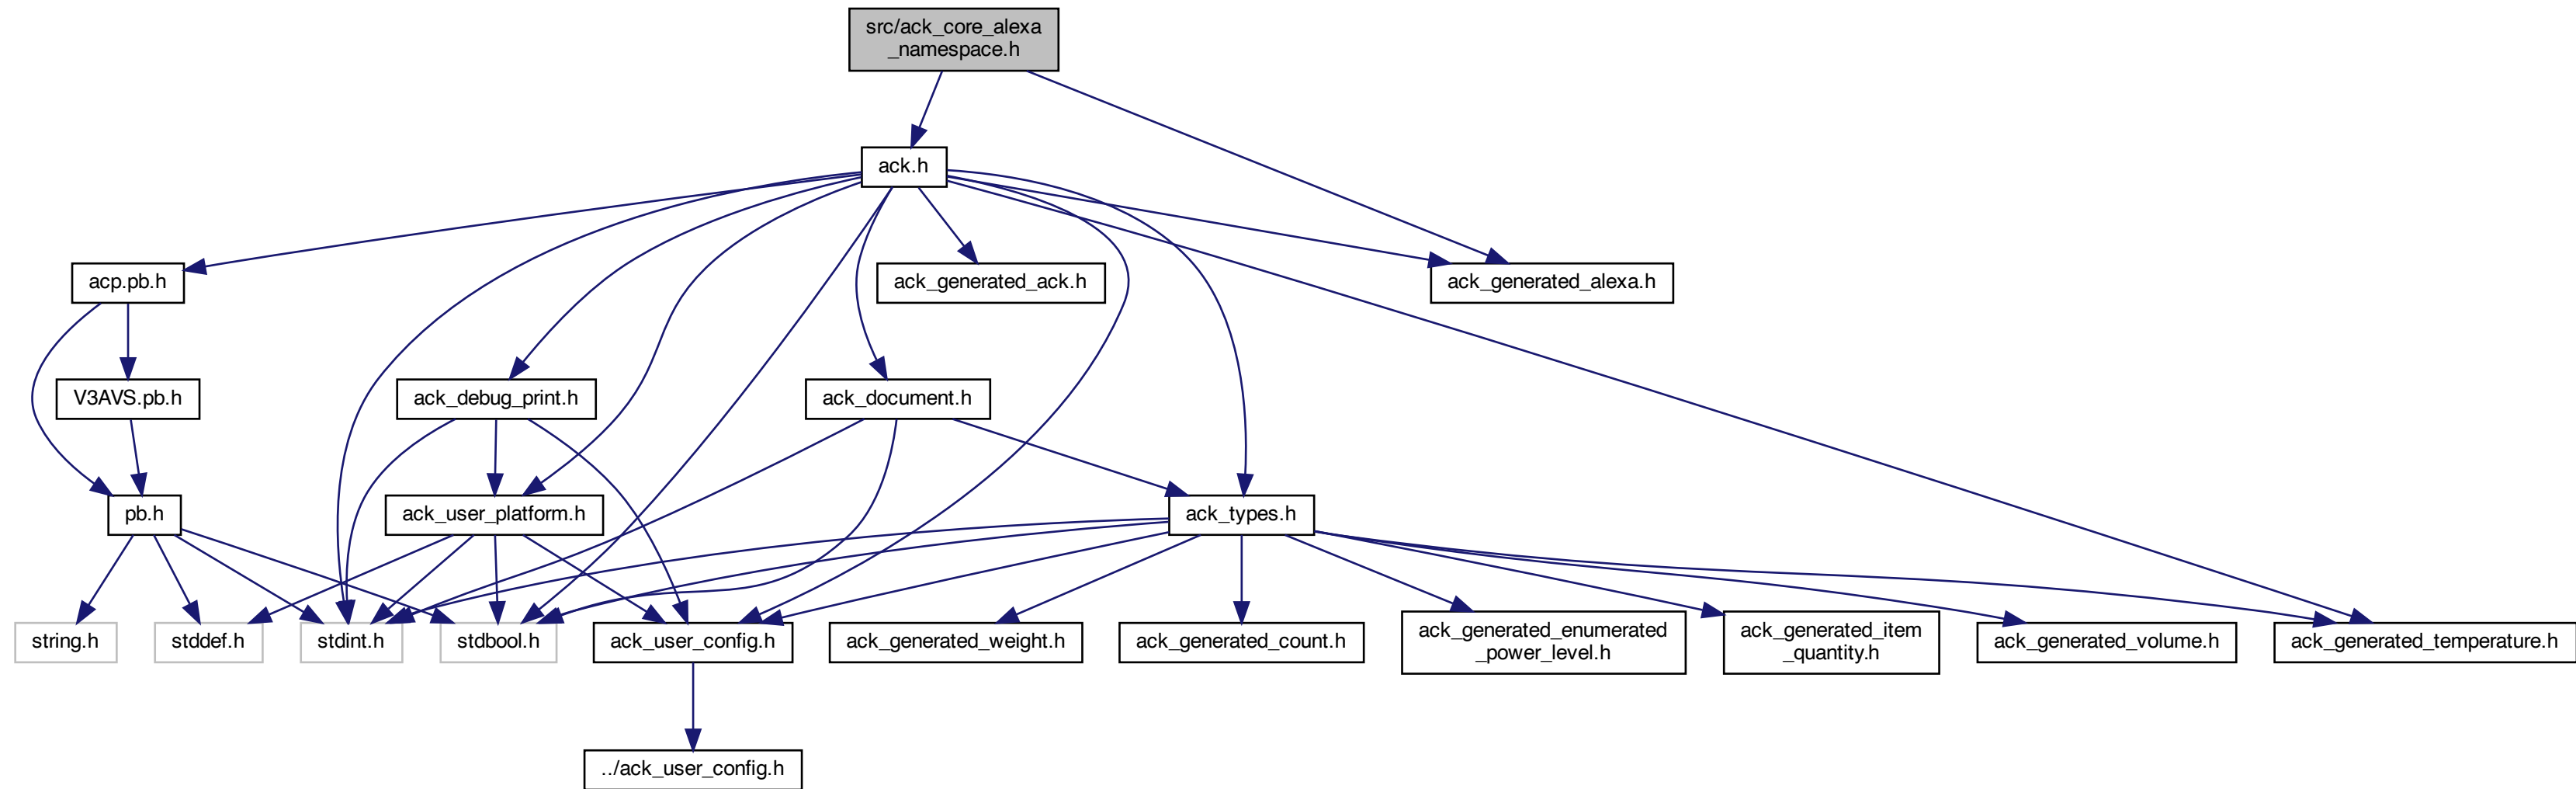 src/ack_core_alexa
_namespace.h
ack.h
acp.pb.h
ack_generated_ack.h
ack_generated_alexa.h
V3AVS.pb.h
ack_debug_print.h
ack_document.h
pb.h
ack_user_platform.h
ack_types.h
string.h
stddef.h
stdint.h
stdbool.h
ack_user_config.h
ack_generated_weight.h
ack_generated_count.h
ack_generated_enumerated
_power_level.h
ack_generated_item
_quantity.h
ack_generated_volume.h
ack_generated_temperature.h
../ack_user_config.h